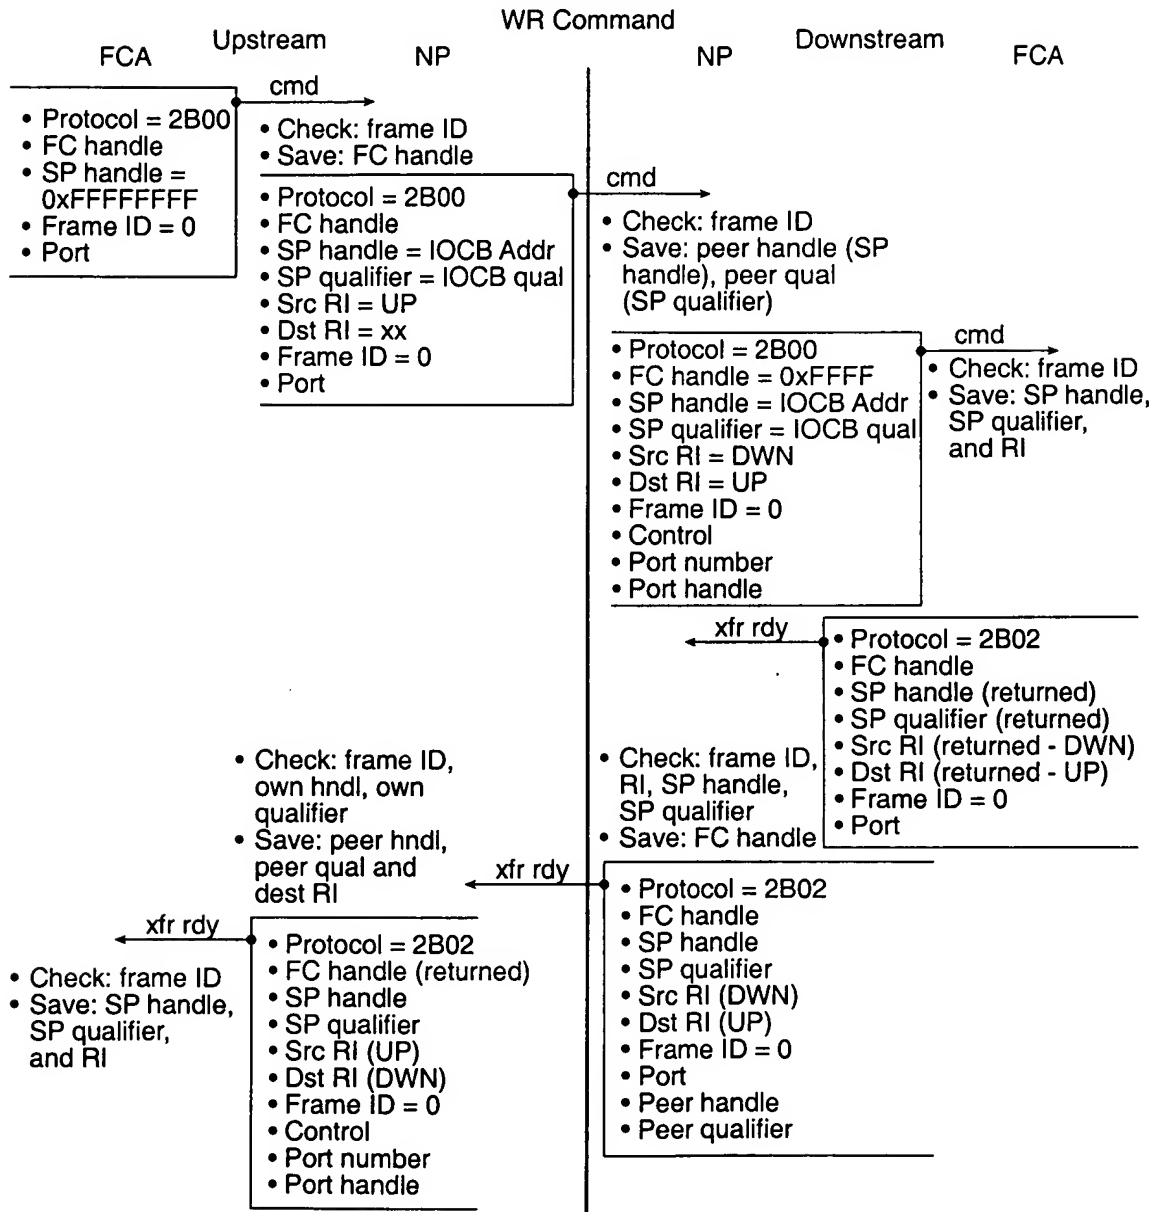 WR Command
Upstream
Downstream
FCA
NP
NP
FCA
cmd
• Protocol = 2B00
• FC handle
• SP handle =
0xFFFFFFFF
• Frame ID = 0
• Port
• Check: frame ID
• Save: FC handle
cmd
• Protocol = 2B00
• FC handle
• SP handle = IOCB Addr
• SP qualifier = IOCB qual
• Src RI = UP
• Dst RI = xx
• Frame ID = 0
• Port
• Check: frame ID
• Save: peer handle (SP
handle), peer qual
(SP qualifier)
cmd
• Protocol = 2B00
• FC handle = 0xFFFF
• SP handle = IOCB Addr
• SP qualifier = IOCB qual
• Src RI = DWN
• Dst RI = UP
• Frame ID = 0
• Control
• Port number
• Port handle
• Check: frame ID
• Save: SP handle,
SP qualifier,
and RI
xfr rdy
• Protocol = 2B02
• FC handle
• SP handle (returned)
• SP qualifier (returned)
• Src RI (returned - DWN)
• Dst RI (returned - UP)
• Frame ID = 0
• Port
• Check: frame ID,
RI, SP handle,
SP qualifier
• Save: FC handle
• Check: frame ID,
own hndl, own
qualifier
• Save: peer hndl,
peer qual and
dest RI
xfr rdy
• Protocol = 2B02
• FC handle
• SP handle
• SP qualifier
• Src RI (DWN)
• Dst RI (UP)
• Frame ID = 0
• Port
• Peer handle
• Peer qualifier
xfr rdy
• Protocol = 2B02
• FC handle (returned)
• SP handle
• SP qualifier
• Src RI (UP)
• Dst RI (DWN)
• Frame ID = 0
• Control
• Port number
• Port handle
• Check: frame ID
• Save: SP handle,
SP qualifier,
and RI